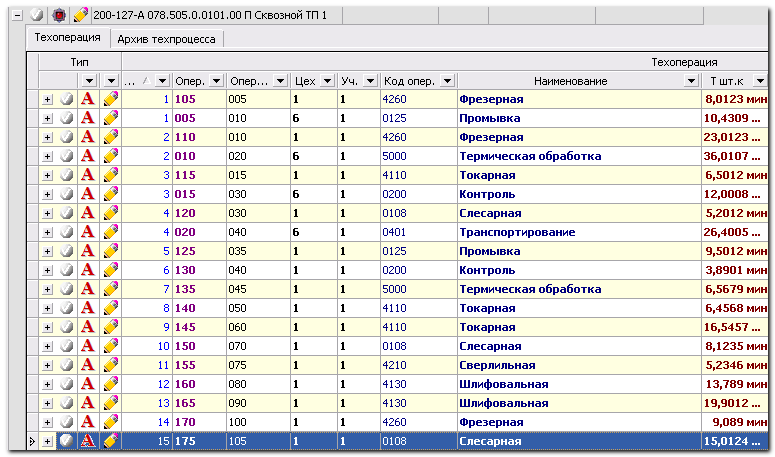 200-127-А 078.505.0.0101.00 П Сквозной ТП 1
Техоперация Архив техпроцесса
Тип Техоперация
... Опер. Опер... Цех Уч. Код опер. Наименование Т шт.к
1 105 005 1 1 4260 Фрезерная 8,0123 мин
1 005 010 6 1 0125 Промывка 10,4309 ...
2 110 010 1 1 4260 Фрезерная 23,0123 ...
2 010 020 6 1 5000 Термическая обработка 36,0107 ...
3 115 015 1 1 4110 Токарная 6,5012 мин
3 015 030 6 1 0200 Контроль 12,0008 ...
4 120 030 1 1 0108 Слесарная 5,2012 мин
4 020 040 6 1 0401 Транспортирование 26,4005 ...
5 125 035 1 1 0125 Промывка 9,5012 мин
6 130 040 1 1 0200 Контроль 3,8901 мин
7 135 045 1 1 5000 Термическая обработка 6,5679 мин
8 140 050 1 1 4110 Токарная 6,4568 мин
9 145 060 1 1 4110 Токарная 16,5457 ...
10 150 070 1 1 0108 Слесарная 8,1235 мин
11 155 075 1 1 4210 Сверлильная 5,2346 мин
12 160 080 1 1 4130 Шлифовальная 13,789 мин
13 165 090 1 1 4130 Шлифовальная 19,9012 ...
14 170 100 1 1 4260 Фрезерная 9,089 мин
15 175 105 1 1 0108 Слесарная 15,0124 ...